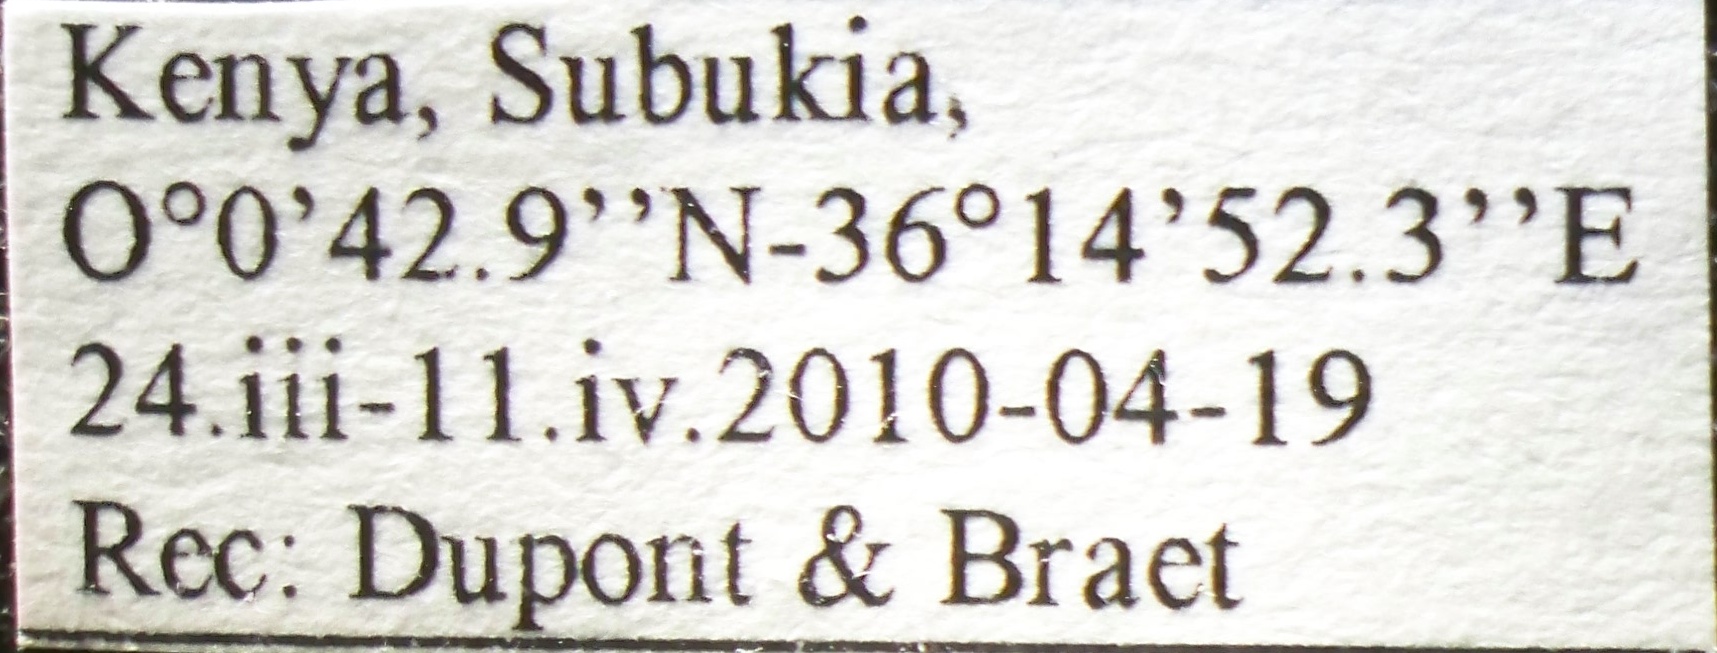 Kenya, Subukia,
O°0’42.9’’N-36°14’52.3’’E
24.iii-11.iv.2010-04-19
Rec: Dupont & Braet